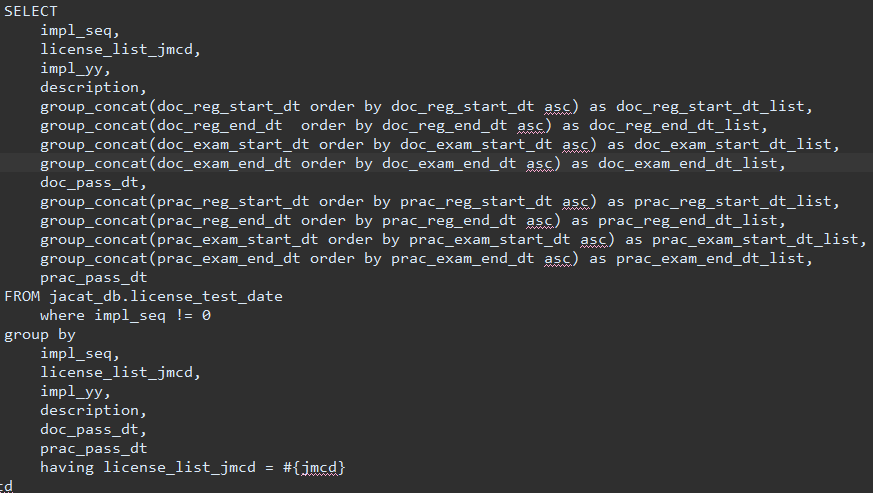 SELECT
impl_seq,
license_list_jmcd,
impl_yy,
description,
group_concat(doc_reg_start_dt order by doc_reg_start_dt asc) as doc_reg_start_dt_list,
group_concat(doc_reg_end_dt  order by doc_reg_end_dt asc) as doc_reg_end_dt_list,
group_concat(doc_exam_start_dt order by doc_exam_start_dt asc) as doc_exam_start_dt_list,
group_concat(doc_exam_end_dt order by doc_exam_end_dt asc) as doc_exam_end_dt_list,
doc_pass_dt,
group_concat(prac_reg_start_dt order by prac_reg_start_dt asc) as prac_reg_start_dt_list,
group_concat(prac_reg_end_dt order by prac_reg_end_dt asc) as prac_reg_end_dt_list,
group_concat(prac_exam_start_dt order by prac_exam_start_dt asc) as prac_exam_start_dt_list,
group_concat(prac_exam_end_dt order by prac_exam_end_dt asc) as prac_exam_end_dt_list,
prac_pass_dt
FROM jacat_db.license_test_date
where impl_seq != 0
group by
impl_seq,
license_list_jmcd,
impl_yy,
description,
doc_pass_dt,
prac_pass_dt
having license_list_jmcd = #{jmcd}